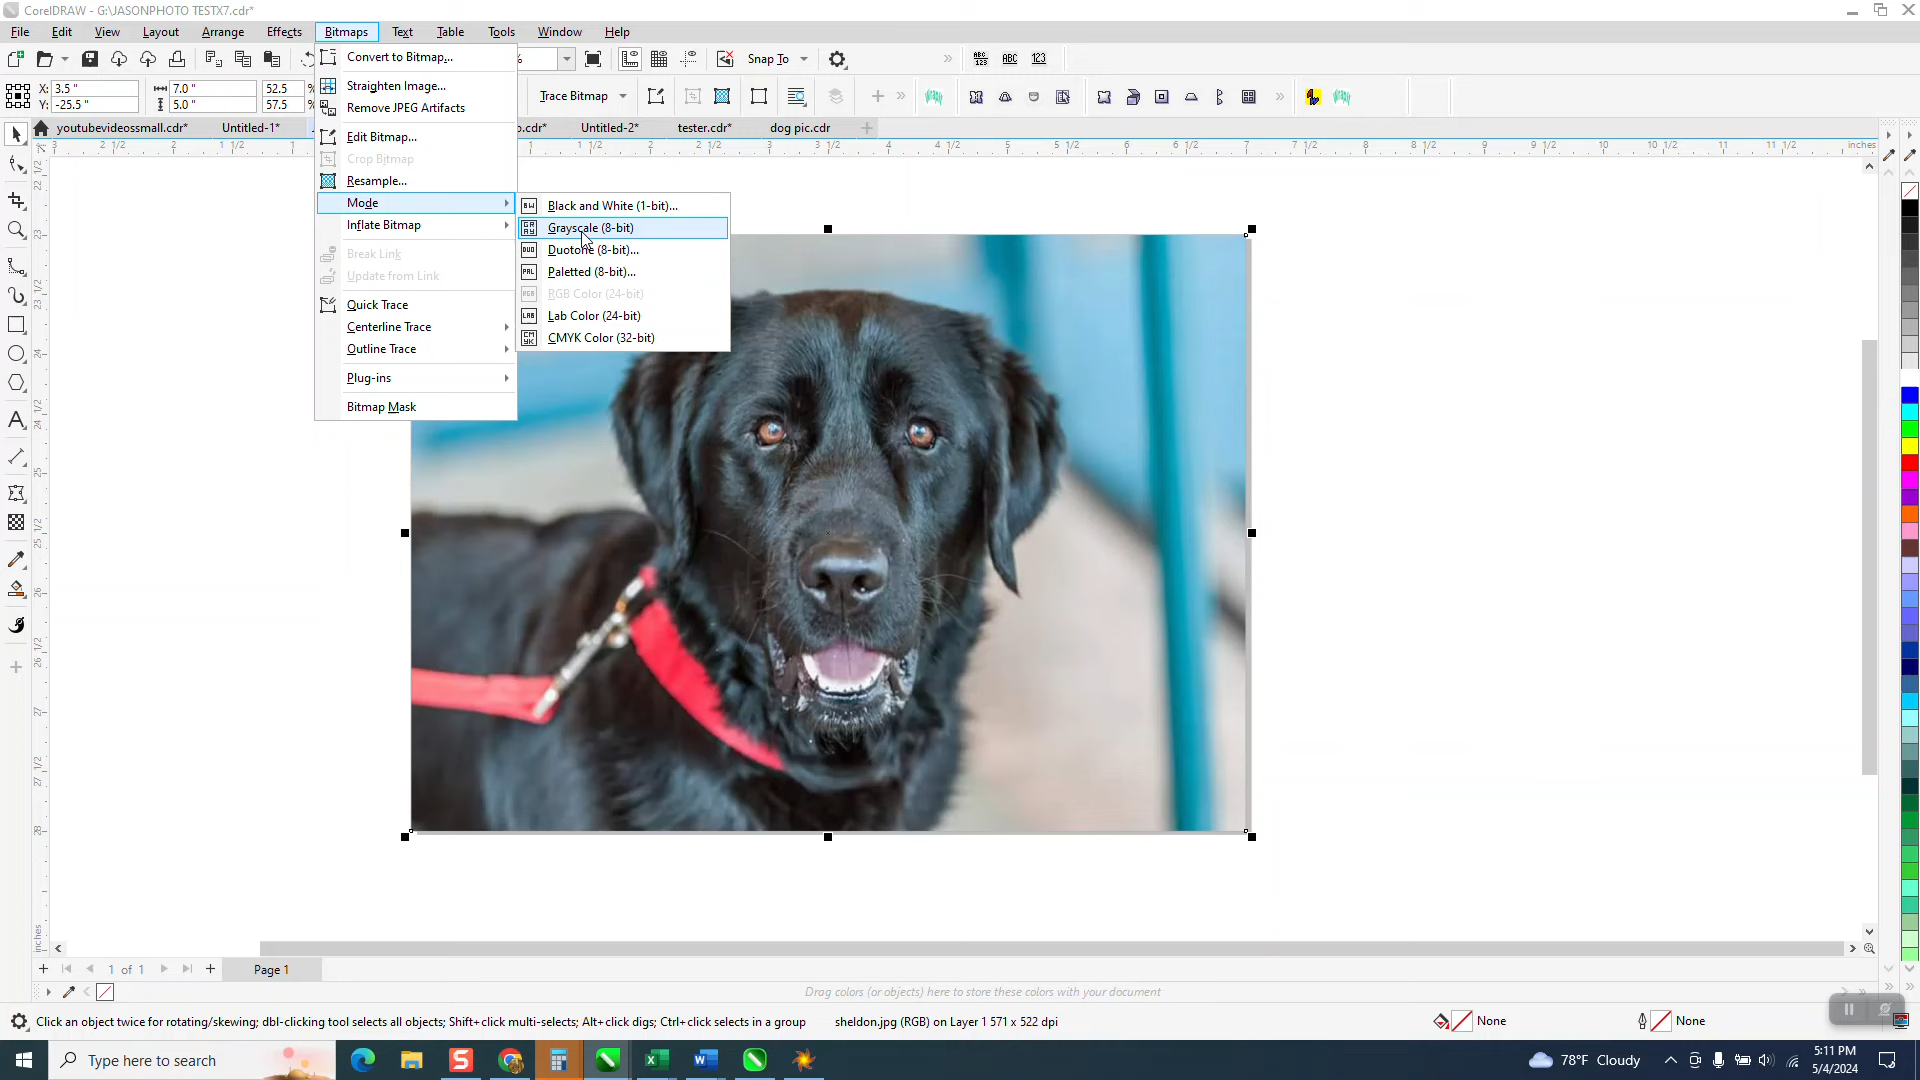 CorelDRAW - G:\JASONPHOTO TESTX7.cdr*
File Edit View Layout Arrange Effects Bitmaps Text Table Tools Window Help
Convert to Bitmap...
Straighten Image...
Remove JPEG Artifacts
Edit Bitmap...
Crop Bitmap
Resample...
Mode
Inflate Bitmap
Break Link
Update from Link
Quick Trace
Centerline Trace
Outline Trace
Plug-ins
Bitmap Mask
Black and White (1-bit)...
Grayscale (8-bit)
Duotone (8-bit)...
Paletted (8-bit)...
RGB Color (24-bit)
Lab Color (24-bit)
CMYK Color (32-bit)
% Snap To
X: 3.5 " 7.0 " 52.5 %
Y: -25.5 " 5.0 " 57.5
Trace Bitmap
youtubevideossmall.cdr* Untitled-1* Untitled-2* tester.cdr* dog pic.cdr
inches
1 of 1 Page 1
Drag colors (or objects) here to store these colors with your document
Click an object twice for rotating/skewing; dbl-clicking tool selects all objects; Shift+click multi-selects; Alt+click digs; Ctrl+click selects in a group sheldon.jpg (RGB) on Layer 1 571 x 522 dpi None None
Type here to search 78°F Cloudy 5:11 PM
5/4/2024